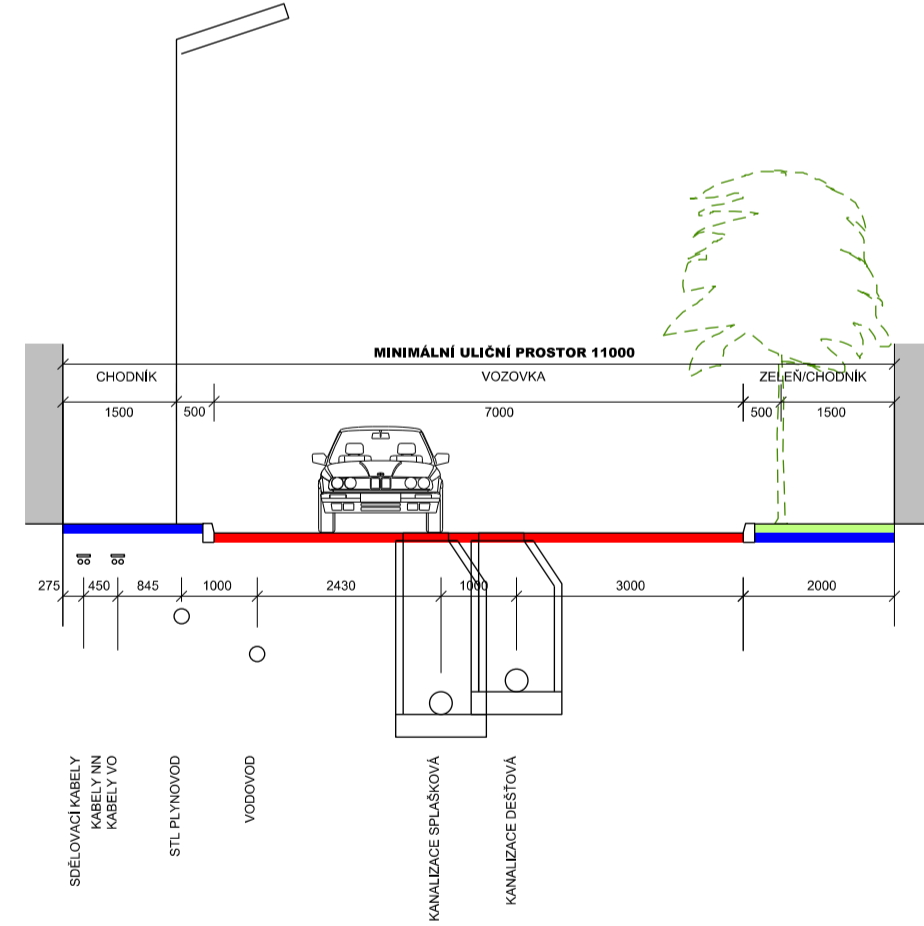 MINIMÁLNÍ ULIČNÍ PROSTOR 11000
CHODNÍK
VOZOVKA
ZELEŇ/CHODNÍK
1500
500
7000
500
1500
275
450
845
1000
2430
1000
3000
2000
SDĚLOVACÍ KABELY
KABELY NN
KABELY VO
STL PLYNOVOD
VODOVOD
KANALIZACE SPLAŠKOVÁ
KANALIZACE DEŠŤOVÁ